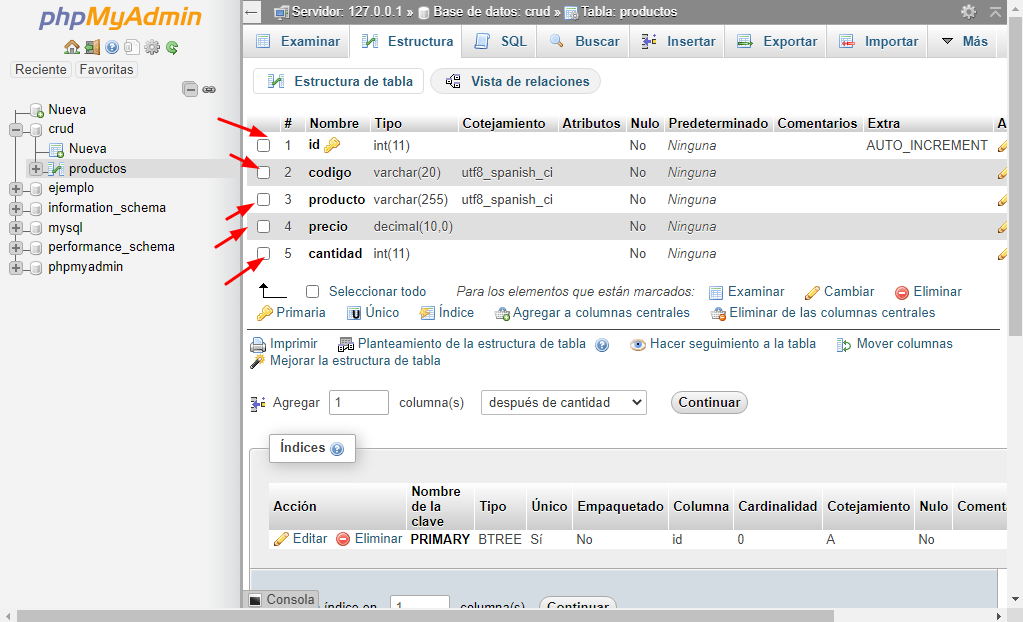 phpMyAdmin
Reciente Favoritas
Nueva
crud
Nueva
productos
ejemplo
information_schema
mysql
performance_schema
phpmyadmin
Servidor: 127.0.0.1 » Base de datos: crud » Tabla: productos
Examinar Estructura SQL Buscar Insertar Exportar Importar Más
Estructura de tabla Vista de relaciones
# Nombre Tipo Cotejamiento Atributos Nulo Predeterminado Comentarios Extra A
1 id int(11) No Ninguna AUTO_INCREMENT
2 codigo varchar(20) utf8_spanish_ci No Ninguna
3 producto varchar(255) utf8_spanish_ci No Ninguna
4 precio decimal(10,0) No Ninguna
5 cantidad int(11) No Ninguna
Seleccionar todo Para los elementos que están marcados: Examinar Cambiar Eliminar
Primaria Único Índice Agregar a columnas centrales Eliminar de las columnas centrales
Imprimir Planteamiento de la estructura de tabla Hacer seguimiento a la tabla Mover columnas
Mejorar la estructura de tabla
Agregar 1 columna(s) después de cantidad Continuar
Índices
Acción Nombre de la clave Tipo Único Empaquetado Columna Cardinalidad Cotejamiento Nulo Coment
Editar Eliminar PRIMARY BTREE Sí No id 0 A No
Consola índice en 1 columna(s) Continuar